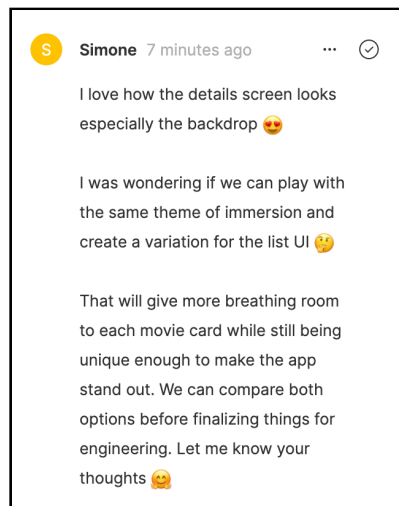 S Simone 7 minutes ago ...
I love how the details screen looks
especially the backdrop 😍
I was wondering if we can play with
the same theme of immersion and
create a variation for the list UI 🤔
That will give more breathing room
to each movie card while still being
unique enough to make the app
stand out. We can compare both
options before finalizing things for
engineering. Let me know your
thoughts 🤗